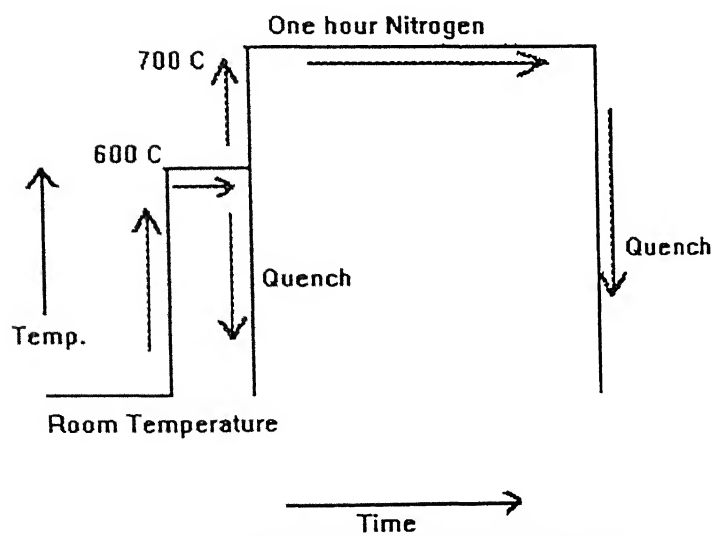 One hour Nitrogen
700 C
600 C
Quench
Quench
Temp.
Room Temperature
Time